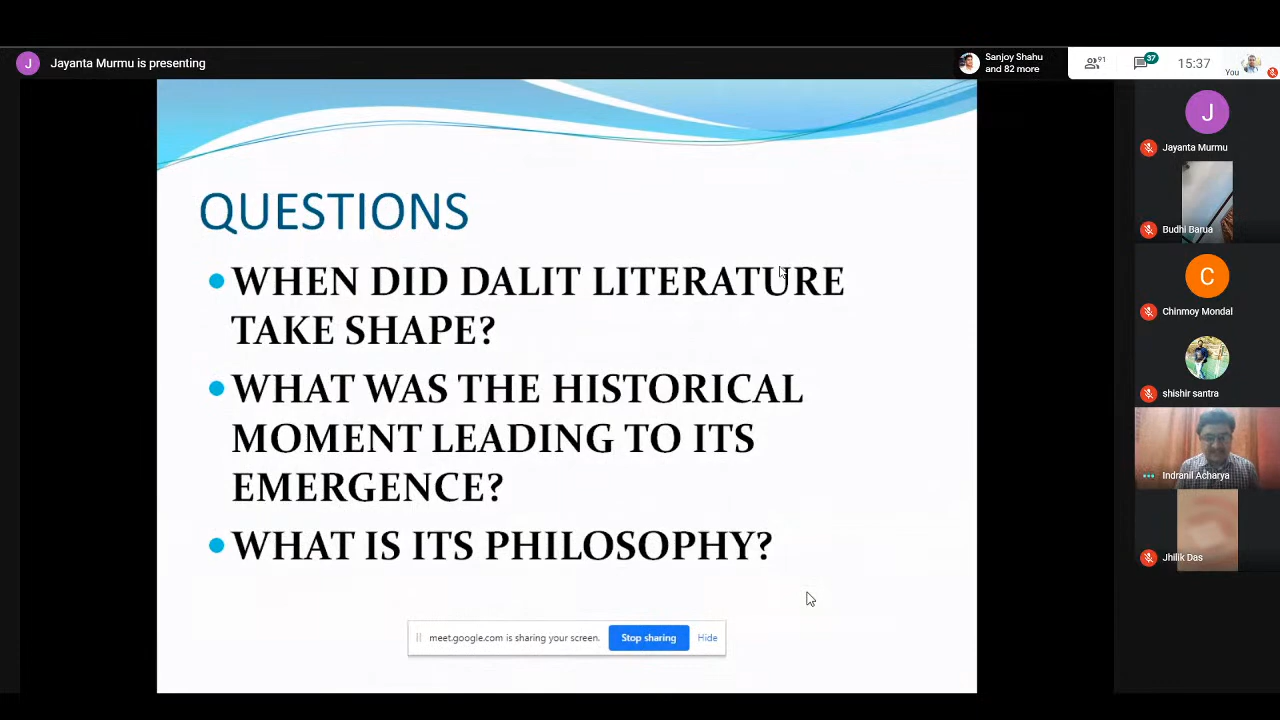 J Jayanta Murmu is presenting
Sanjoy Shahu
and 82 more
91
37
15:37
You
QUESTIONS
• WHEN DID DALIT LITERATURE
TAKE SHAPE?
• WHAT WAS THE HISTORICAL
MOMENT LEADING TO ITS
EMERGENCE?
• WHAT IS ITS PHILOSOPHY?
meet.google.com is sharing your screen. Stop sharing Hide
J
Jayanta Murmu
Budhi Barua
C
Chinmoy Mondal
shishir santra
Indranil Acharya
Jhilik Das